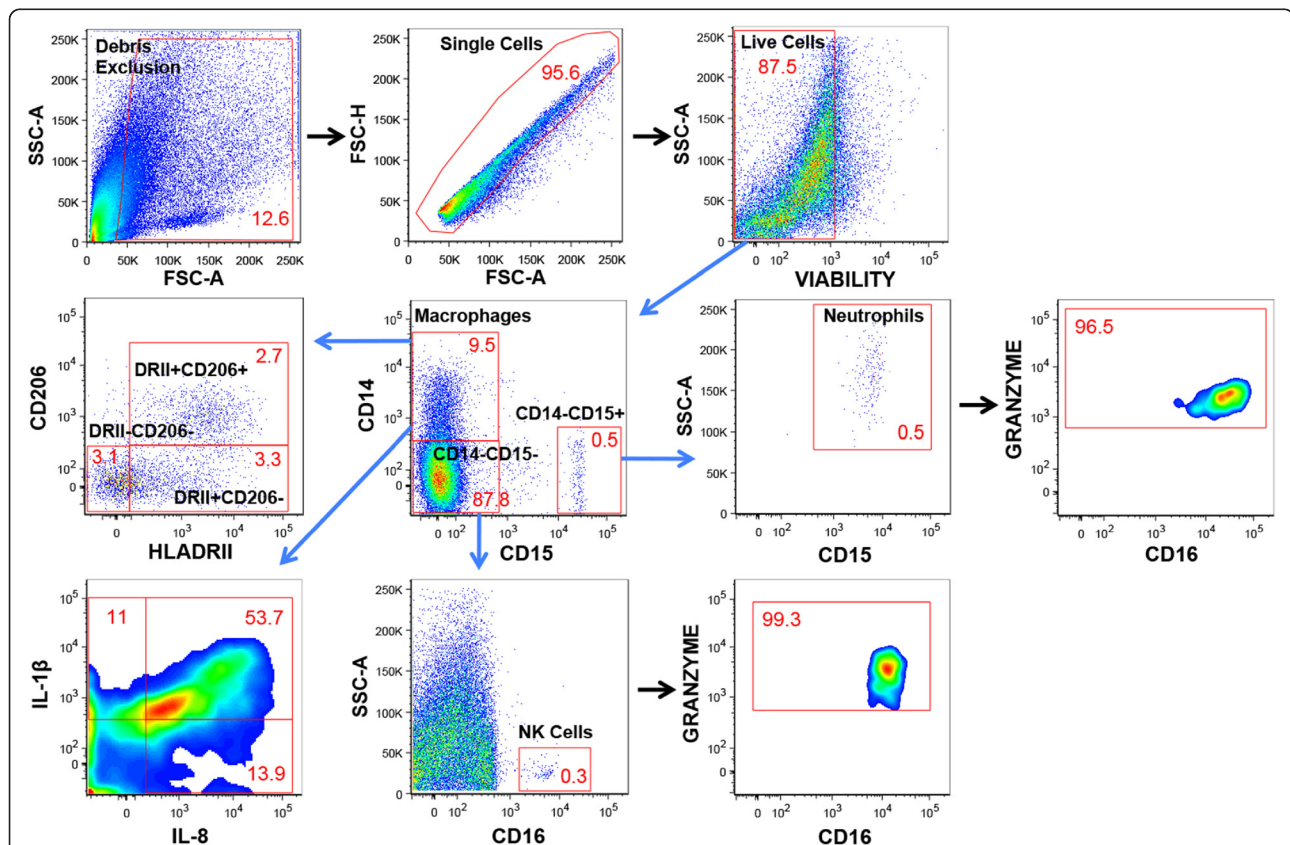 Debris
Exclusion
250K
200K
150K
100K
50K
0
SSC-A
12.6
0 50K 100K 150K 200K 250K
FSC-A
Single Cells
95.6
250K
200K
150K
100K
50K
0
FSC-H
50K 100K 150K 200K 250K
FSC-A
Live Cells
87.5
250K
200K
150K
100K
50K
0
SSC-A
0 10² 10³ 10⁴ 10⁵
VIABILITY
10⁵
10⁴
10³
10²
0
CD206
2.7
DRII+CD206+
DRII-CD206-
3.1
3.3
DRII+CD206-
0 10³ 10⁴ 10⁵
HLADRII
Macrophages
10⁵
10⁴
10³
10²
0
CD14
9.5
CD14-CD15+
0.5
CD14-CD15-
87.8
0 10² 10³ 10⁴ 10⁵
CD15
Neutrophils
250K
200K
150K
100K
50K
0
SSC-A
0.5
0 10² 10³ 10⁴ 10⁵
CD15
96.5
10⁵
10⁴
10³
10²
0
GRANZYME
0 10² 10³ 10⁴ 10⁵
CD16
11
53.7
10⁵
10⁴
10³
10²
0
IL-1β
13.9
0 10³ 10⁴ 10⁵
IL-8
250K
200K
150K
100K
50K
0
SSC-A
NK Cells
0.3
0 10² 10³ 10⁴ 10⁵
CD16
99.3
10⁵
10⁴
10³
10²
0
GRANZYME
0 10² 10³ 10⁴ 10⁵
CD16